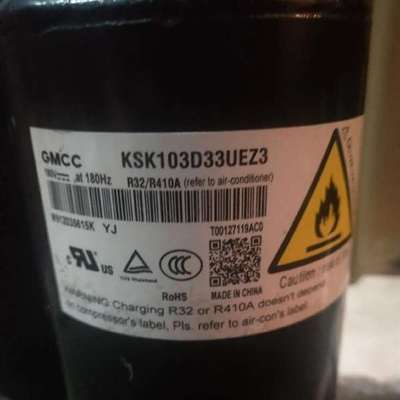 GMCC KSK103D33UEZ3
at 180Hz R32/R410A (refer to air-conditioner)
YJ T00127119AC0
RoHS MADE IN CHINA
Caution
WARNING Charging R32 or R410A doesn't depend
on compressor's label, Pls. refer to air-con's label.